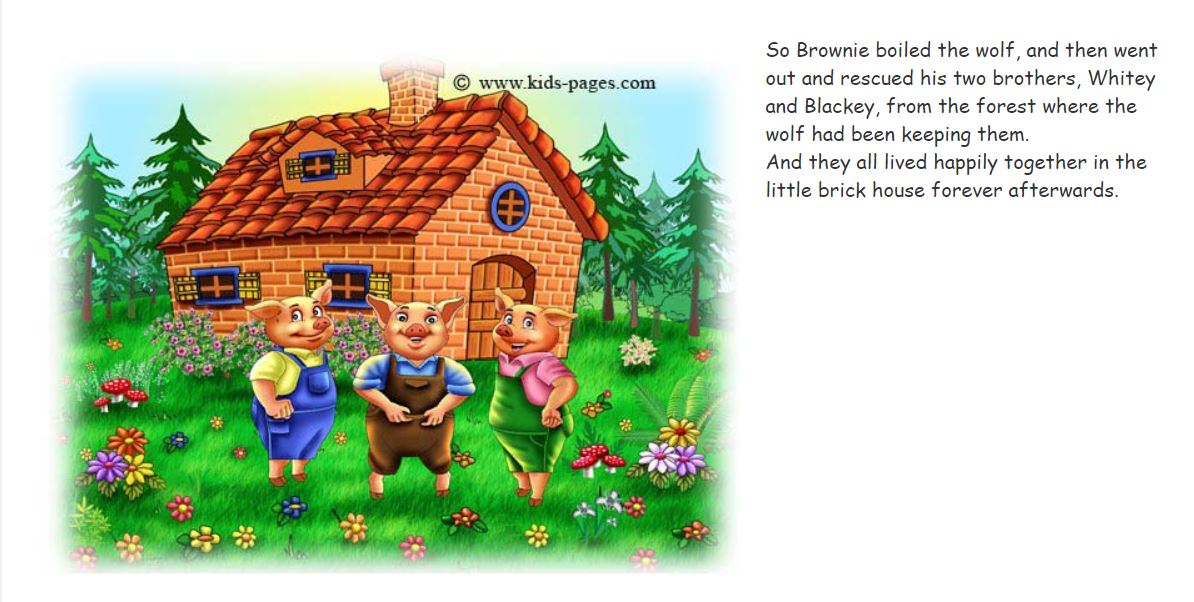 © www.kids-pages.com
So Brownie boiled the wolf, and then went
out and rescued his two brothers, Whitey
and Blackey, from the forest where the
wolf had been keeping them.
And they all lived happily together in the
little brick house forever afterwards.